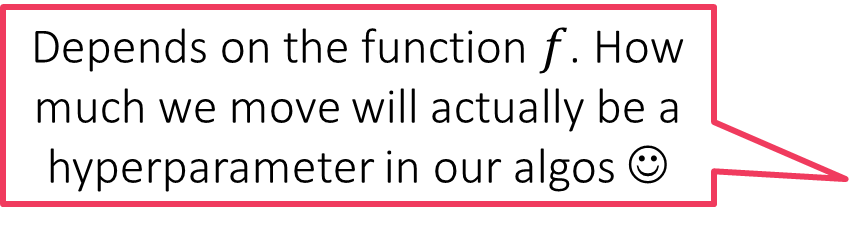 Depends on the function 𝒇. How
much we move will actually be a
hyperparameter in our algos ☺